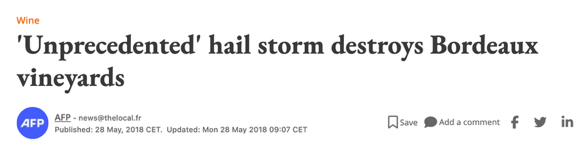 Wine
'Unprecedented' hail storm destroys Bordeaux
vineyards
AFP
AFP - news@thelocal.fr
Published: 28 May, 2018 CET. Updated: Mon 28 May 2018 09:07 CET
Save
Add a comment